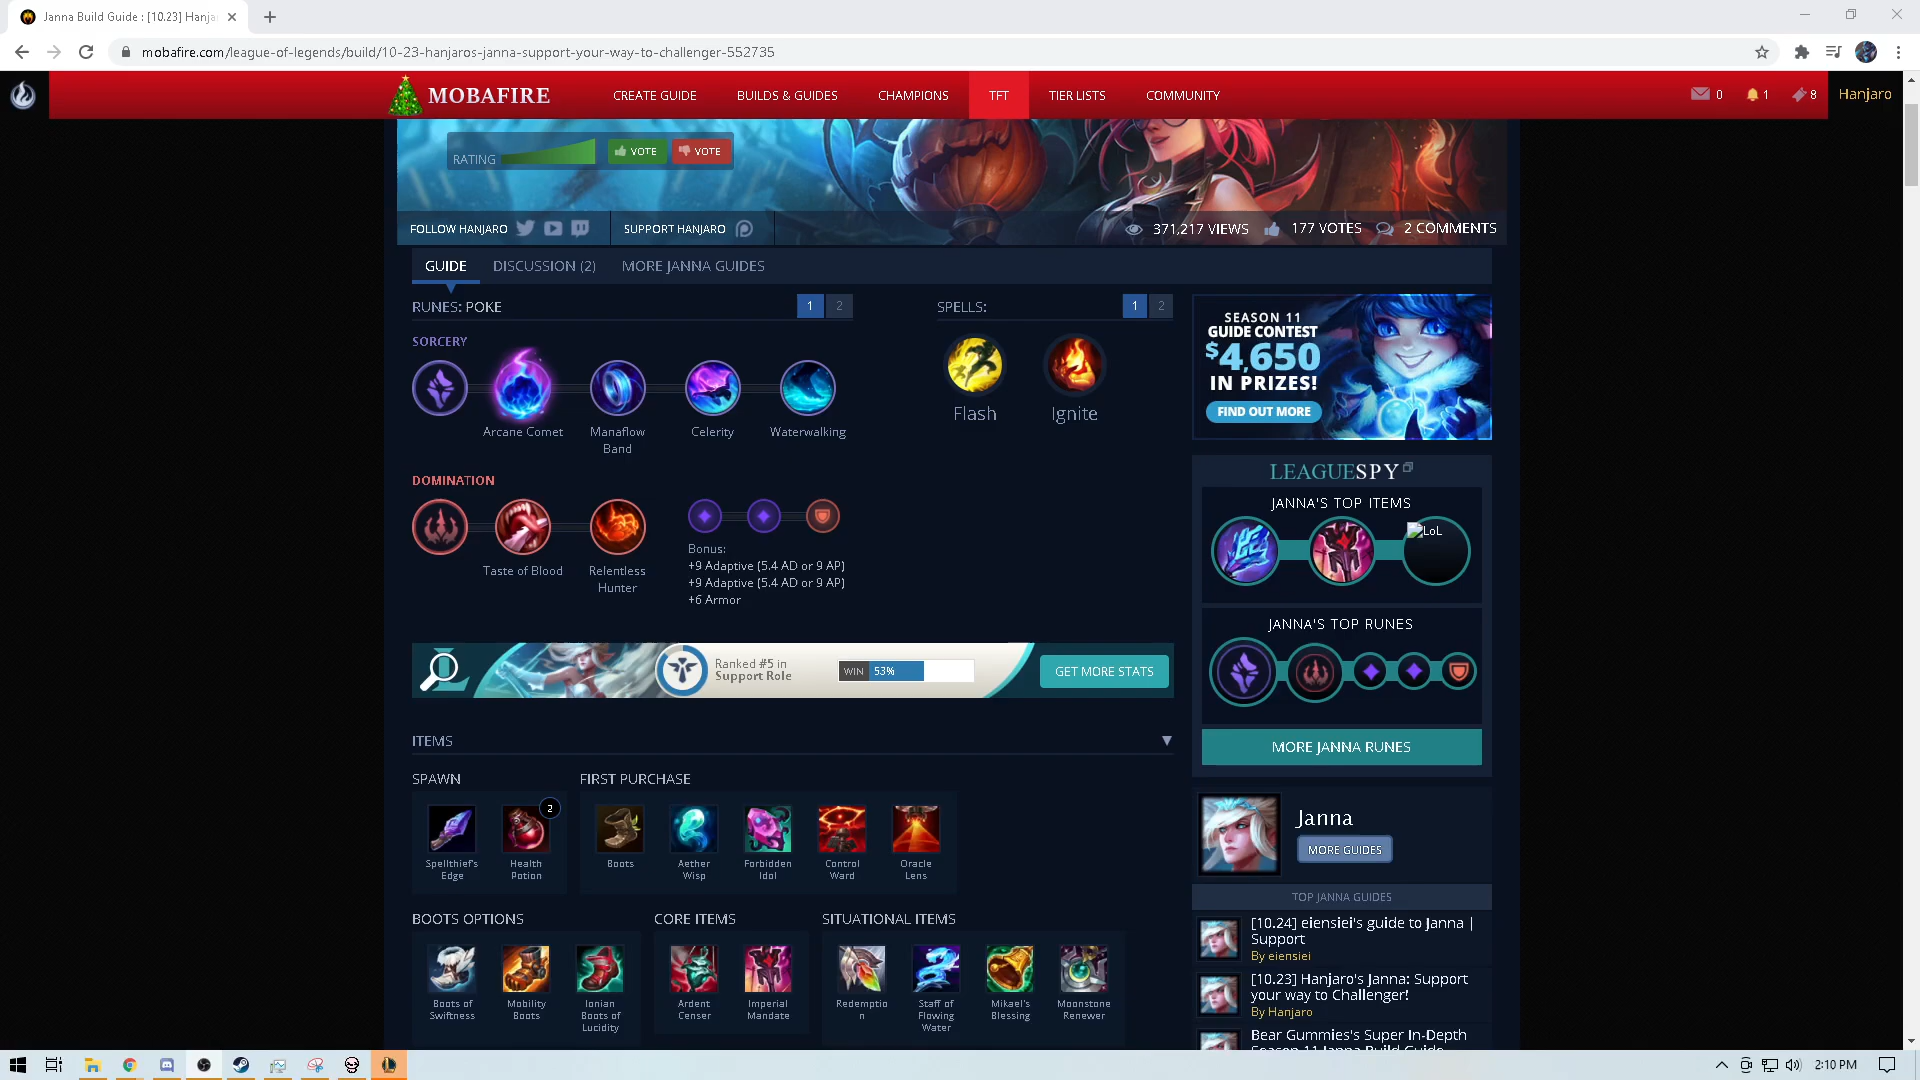 Janna Build Guide : [10.23] Hanja
mobafire.com/league-of-legends/build/10-23-hanjaros-janna-support-your-way-to-challenger-552735
MOBAFIRE
CREATE GUIDE
BUILDS & GUIDES
CHAMPIONS
TFT
TIER LISTS
COMMUNITY
0
1
8
Hanjaro
RATING
VOTE
VOTE
FOLLOW HANJARO
SUPPORT HANJARO
371,217 VIEWS
177 VOTES
2 COMMENTS
GUIDE
DISCUSSION (2)
MORE JANNA GUIDES
RUNES: POKE
1
2
SPELLS:
1
2
SORCERY
Arcane Comet
Manaflow
Band
Celerity
Waterwalking
Flash
Ignite
DOMINATION
Taste of Blood
Relentless
Hunter
Bonus:
+9 Adaptive (5.4 AD or 9 AP)
+9 Adaptive (5.4 AD or 9 AP)
+6 Armor
SEASON 11
GUIDE CONTEST
$4,650
IN PRIZES!
FIND OUT MORE
LEAGUESPY
JANNA'S TOP ITEMS
LoL
JANNA'S TOP RUNES
MORE JANNA RUNES
Ranked #5 in
Support Role
WIN
53%
GET MORE STATS
ITEMS
SPAWN
Spellthief's
Edge
2
Health
Potion
FIRST PURCHASE
Boots
Aether
Wisp
Forbidden
Idol
Control
Ward
Oracle
Lens
BOOTS OPTIONS
Boots of
Swiftness
Mobility
Boots
Ionian
Boots of
Lucidity
CORE ITEMS
Ardent
Censer
Imperial
Mandate
SITUATIONAL ITEMS
Redemptio
n
Staff of
Flowing
Water
Mikael's
Blessing
Moonstone
Renewer
Janna
MORE GUIDES
TOP JANNA GUIDES
[10.24] eiensiei's guide to Janna |
Support
By eiensiei
[10.23] Hanjaro's Janna: Support
your way to Challenger!
By Hanjaro
Bear Gummies's Super In-Depth
Season 11 Janna Build Guide
2:10 PM